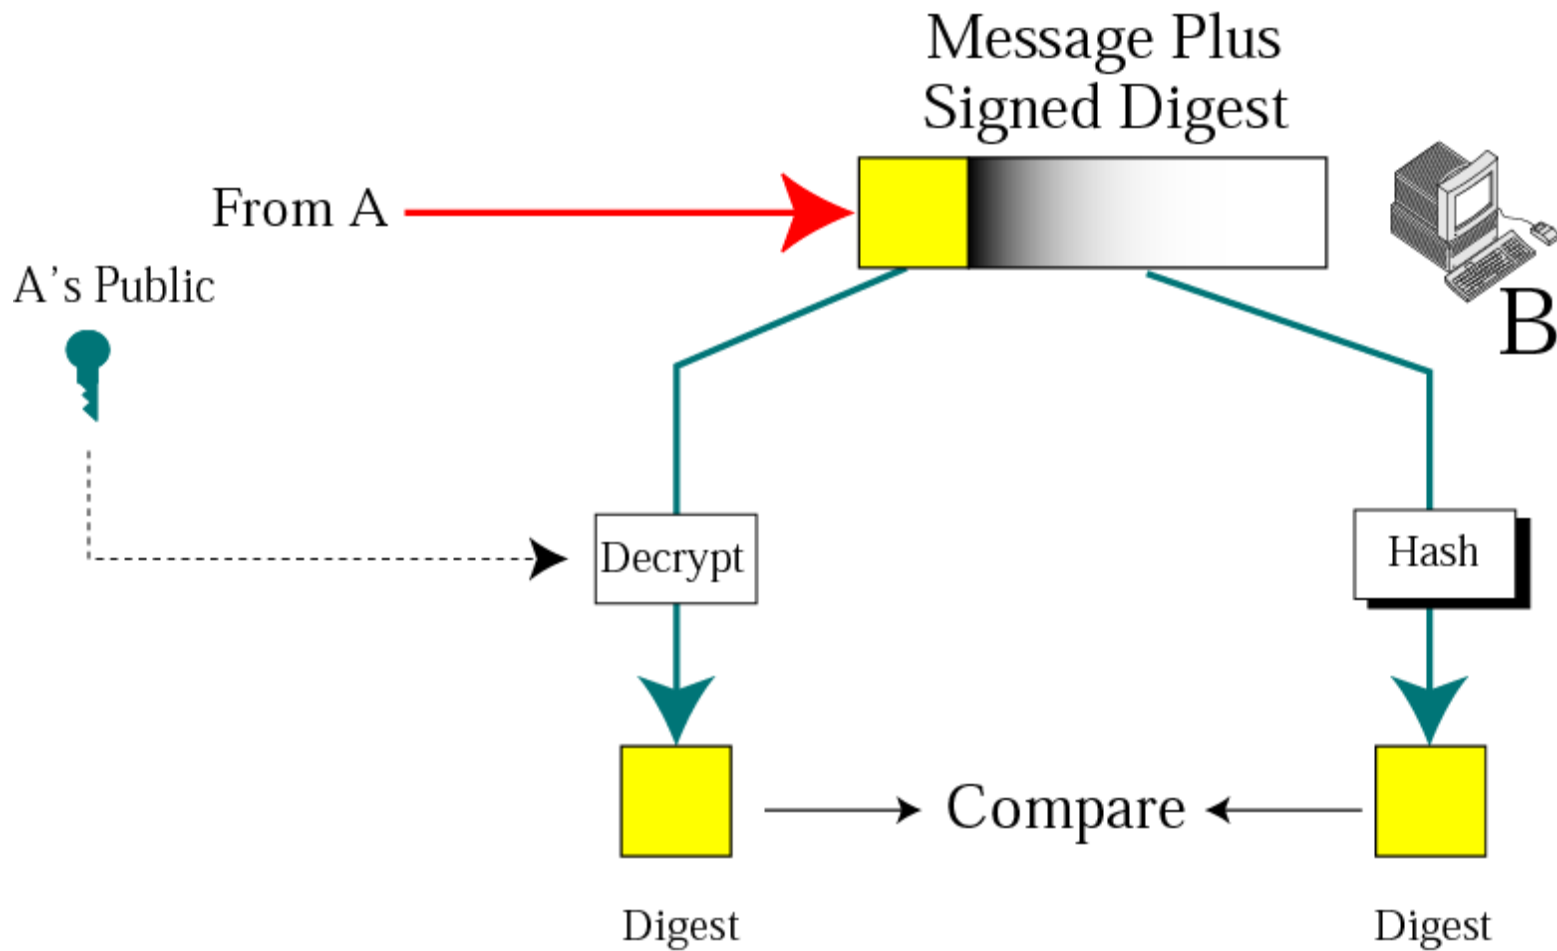 Message Plus
Signed Digest
From A
A's Public
B
Decrypt
Hash
Compare
Digest
Digest